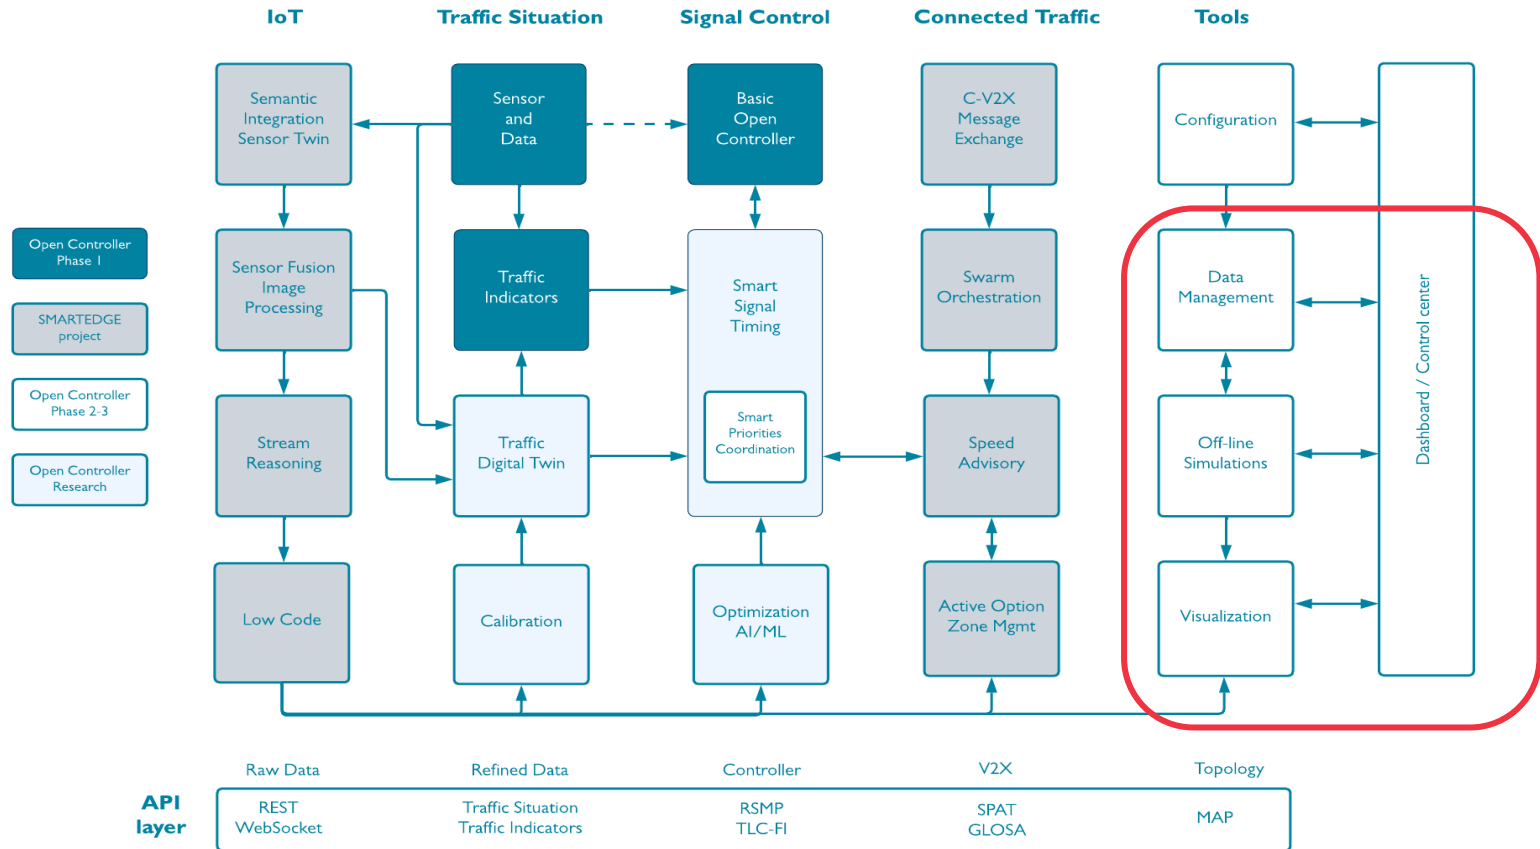 IoT
Traffic Situation
Signal Control
Connected Traffic
Tools
Semantic
Integration
Sensor Twin
Sensor
and
Data
Basic
Open
Controller
C-V2X
Message
Exchange
Configuration
Open Controller
Phase 1
SMARTEDGE
project
Open Controller
Phase 2-3
Open Controller
Research
Sensor Fusion
Image
Processing
Traffic
Indicators
Smart
Signal
Timing
Swarm
Orchestration
Data
Management
Dashboard / Control center
Stream
Reasoning
Traffic
Digital Twin
Smart
Priorities
Coordination
Speed
Advisory
Off-line
Simulations
Low Code
Calibration
Optimization
AI/ML
Active Option
Zone Mgmt
Visualization
Raw Data
Refined Data
Controller
V2X
Topology
API
layer
REST
WebSocket
Traffic Situation
Traffic Indicators
RSMP
TLC-FI
SPAT
GLOSA
MAP